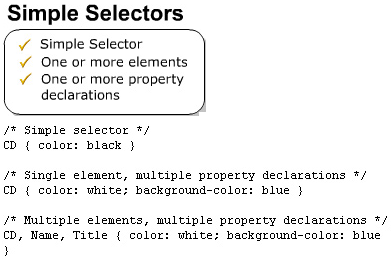 Simple Selectors
Simple Selector
One or more elements
One or more property
declarations
/* Simple selector */
CD { color: black }
/* Single element, multiple property declarations */
CD { color: white; background-color: blue }
/* Multiple elements, multiple property declarations */
CD, Name, Title { color: white; background-color: blue
}